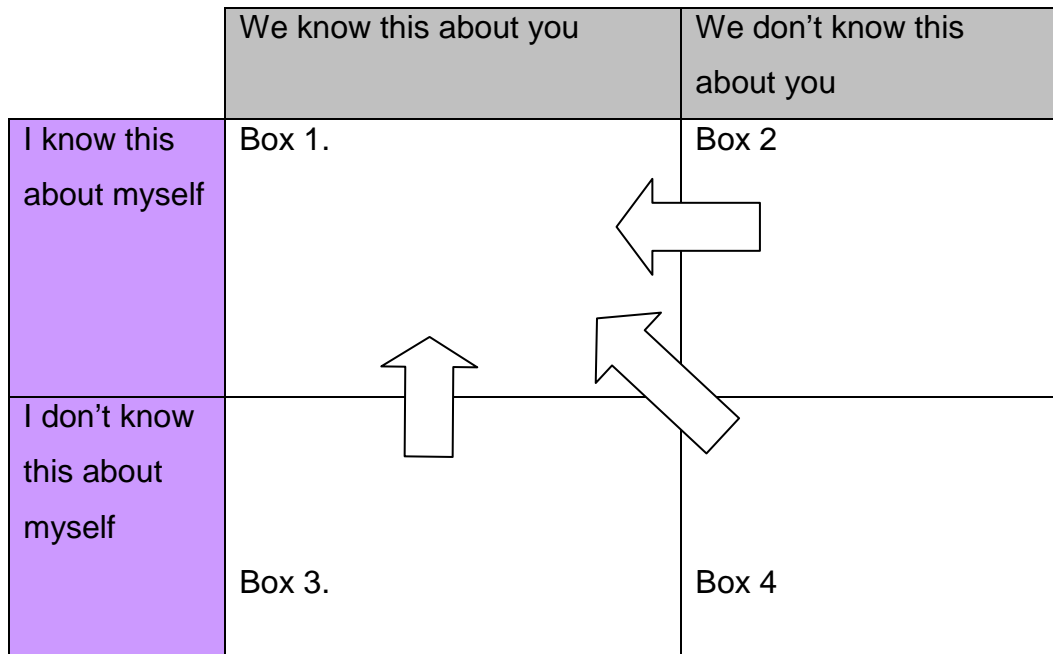 We know this about you
We don’t know this
about you
I know this
about myself
Box 1.
Box 2
I don’t know
this about
myself
Box 3.
Box 4